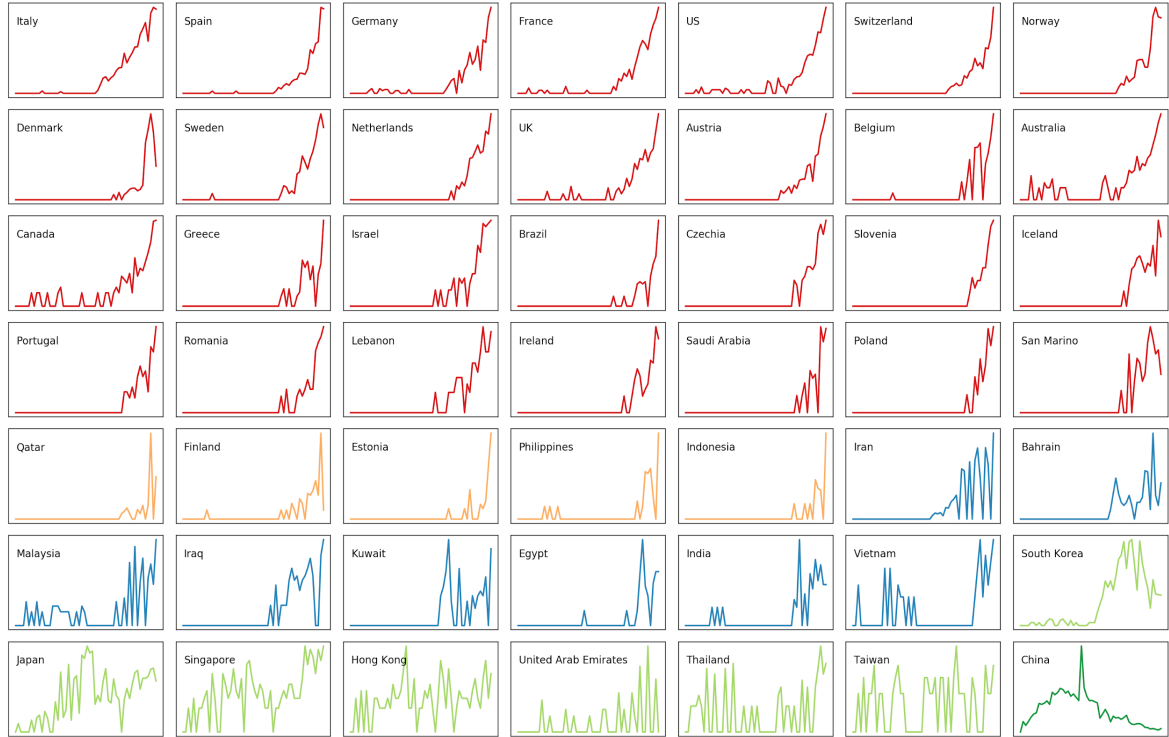 Italy
Spain
Germany
France
US
Switzerland
Norway
Denmark
Sweden
Netherlands
UK
Austria
Belgium
Australia
Canada
Greece
Israel
Brazil
Czechia
Slovenia
Iceland
Portugal
Romania
Lebanon
Ireland
Saudi Arabia
Poland
San Marino
Qatar
Finland
Estonia
Philippines
Indonesia
Iran
Bahrain
Malaysia
Iraq
Kuwait
Egypt
India
Vietnam
South Korea
Japan
Singapore
Hong Kong
United Arab Emirates
Thailand
Taiwan
China